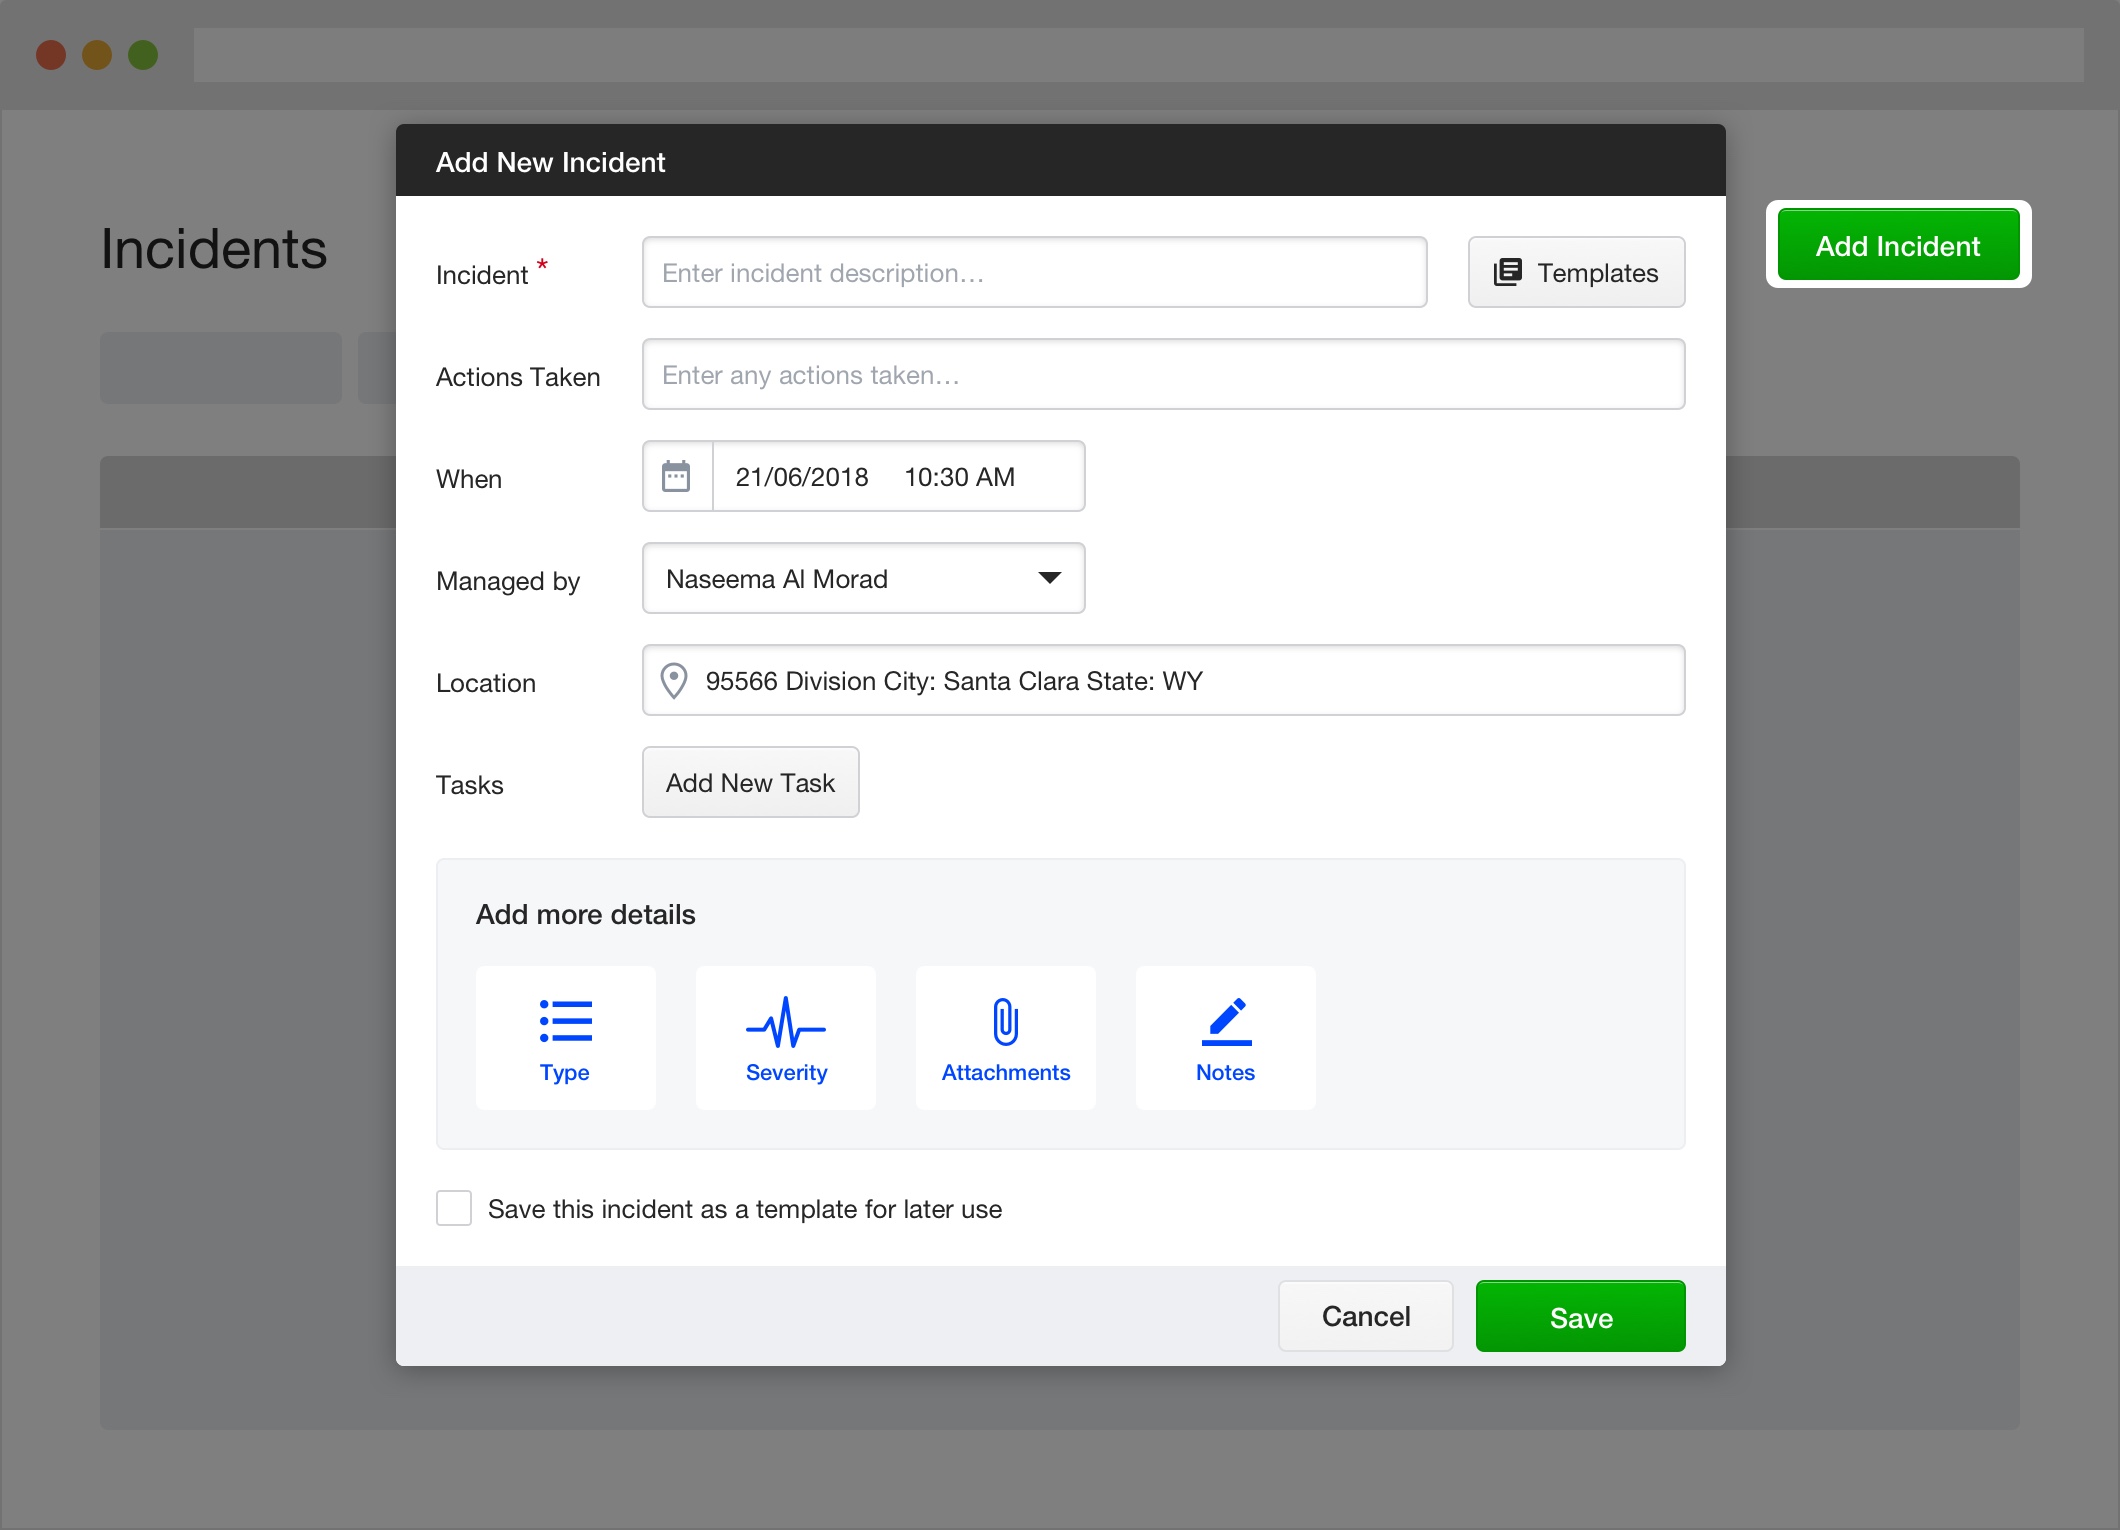 Add New Incident
Incidents
Add Incident
Incident *
Enter incident description...
Templates
Actions Taken
Enter any actions taken...
When
21/06/2018 10:30 AM
Managed by
Naseema Al Morad
Location
95566 Division City: Santa Clara State: WY
Tasks
Add New Task
Add more details
Type
Severity
Attachments
Notes
Save this incident as a template for later use
Cancel
Save